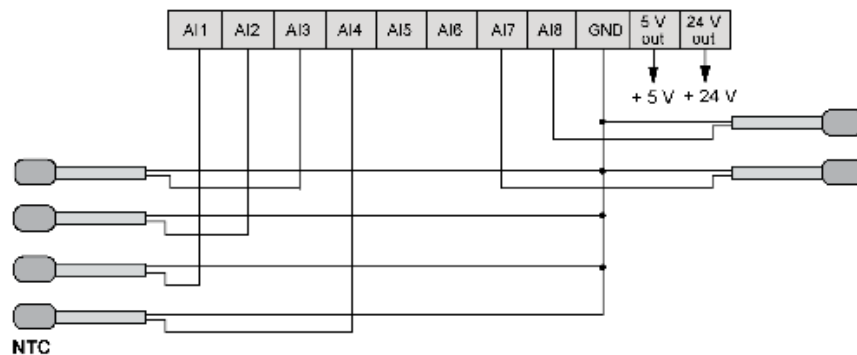 AI1 AI2 AI3 AI4 AI5 AI6 AI7 AI8 GND 5 V out 24 V out
+ 5 V + 24 V
NTC